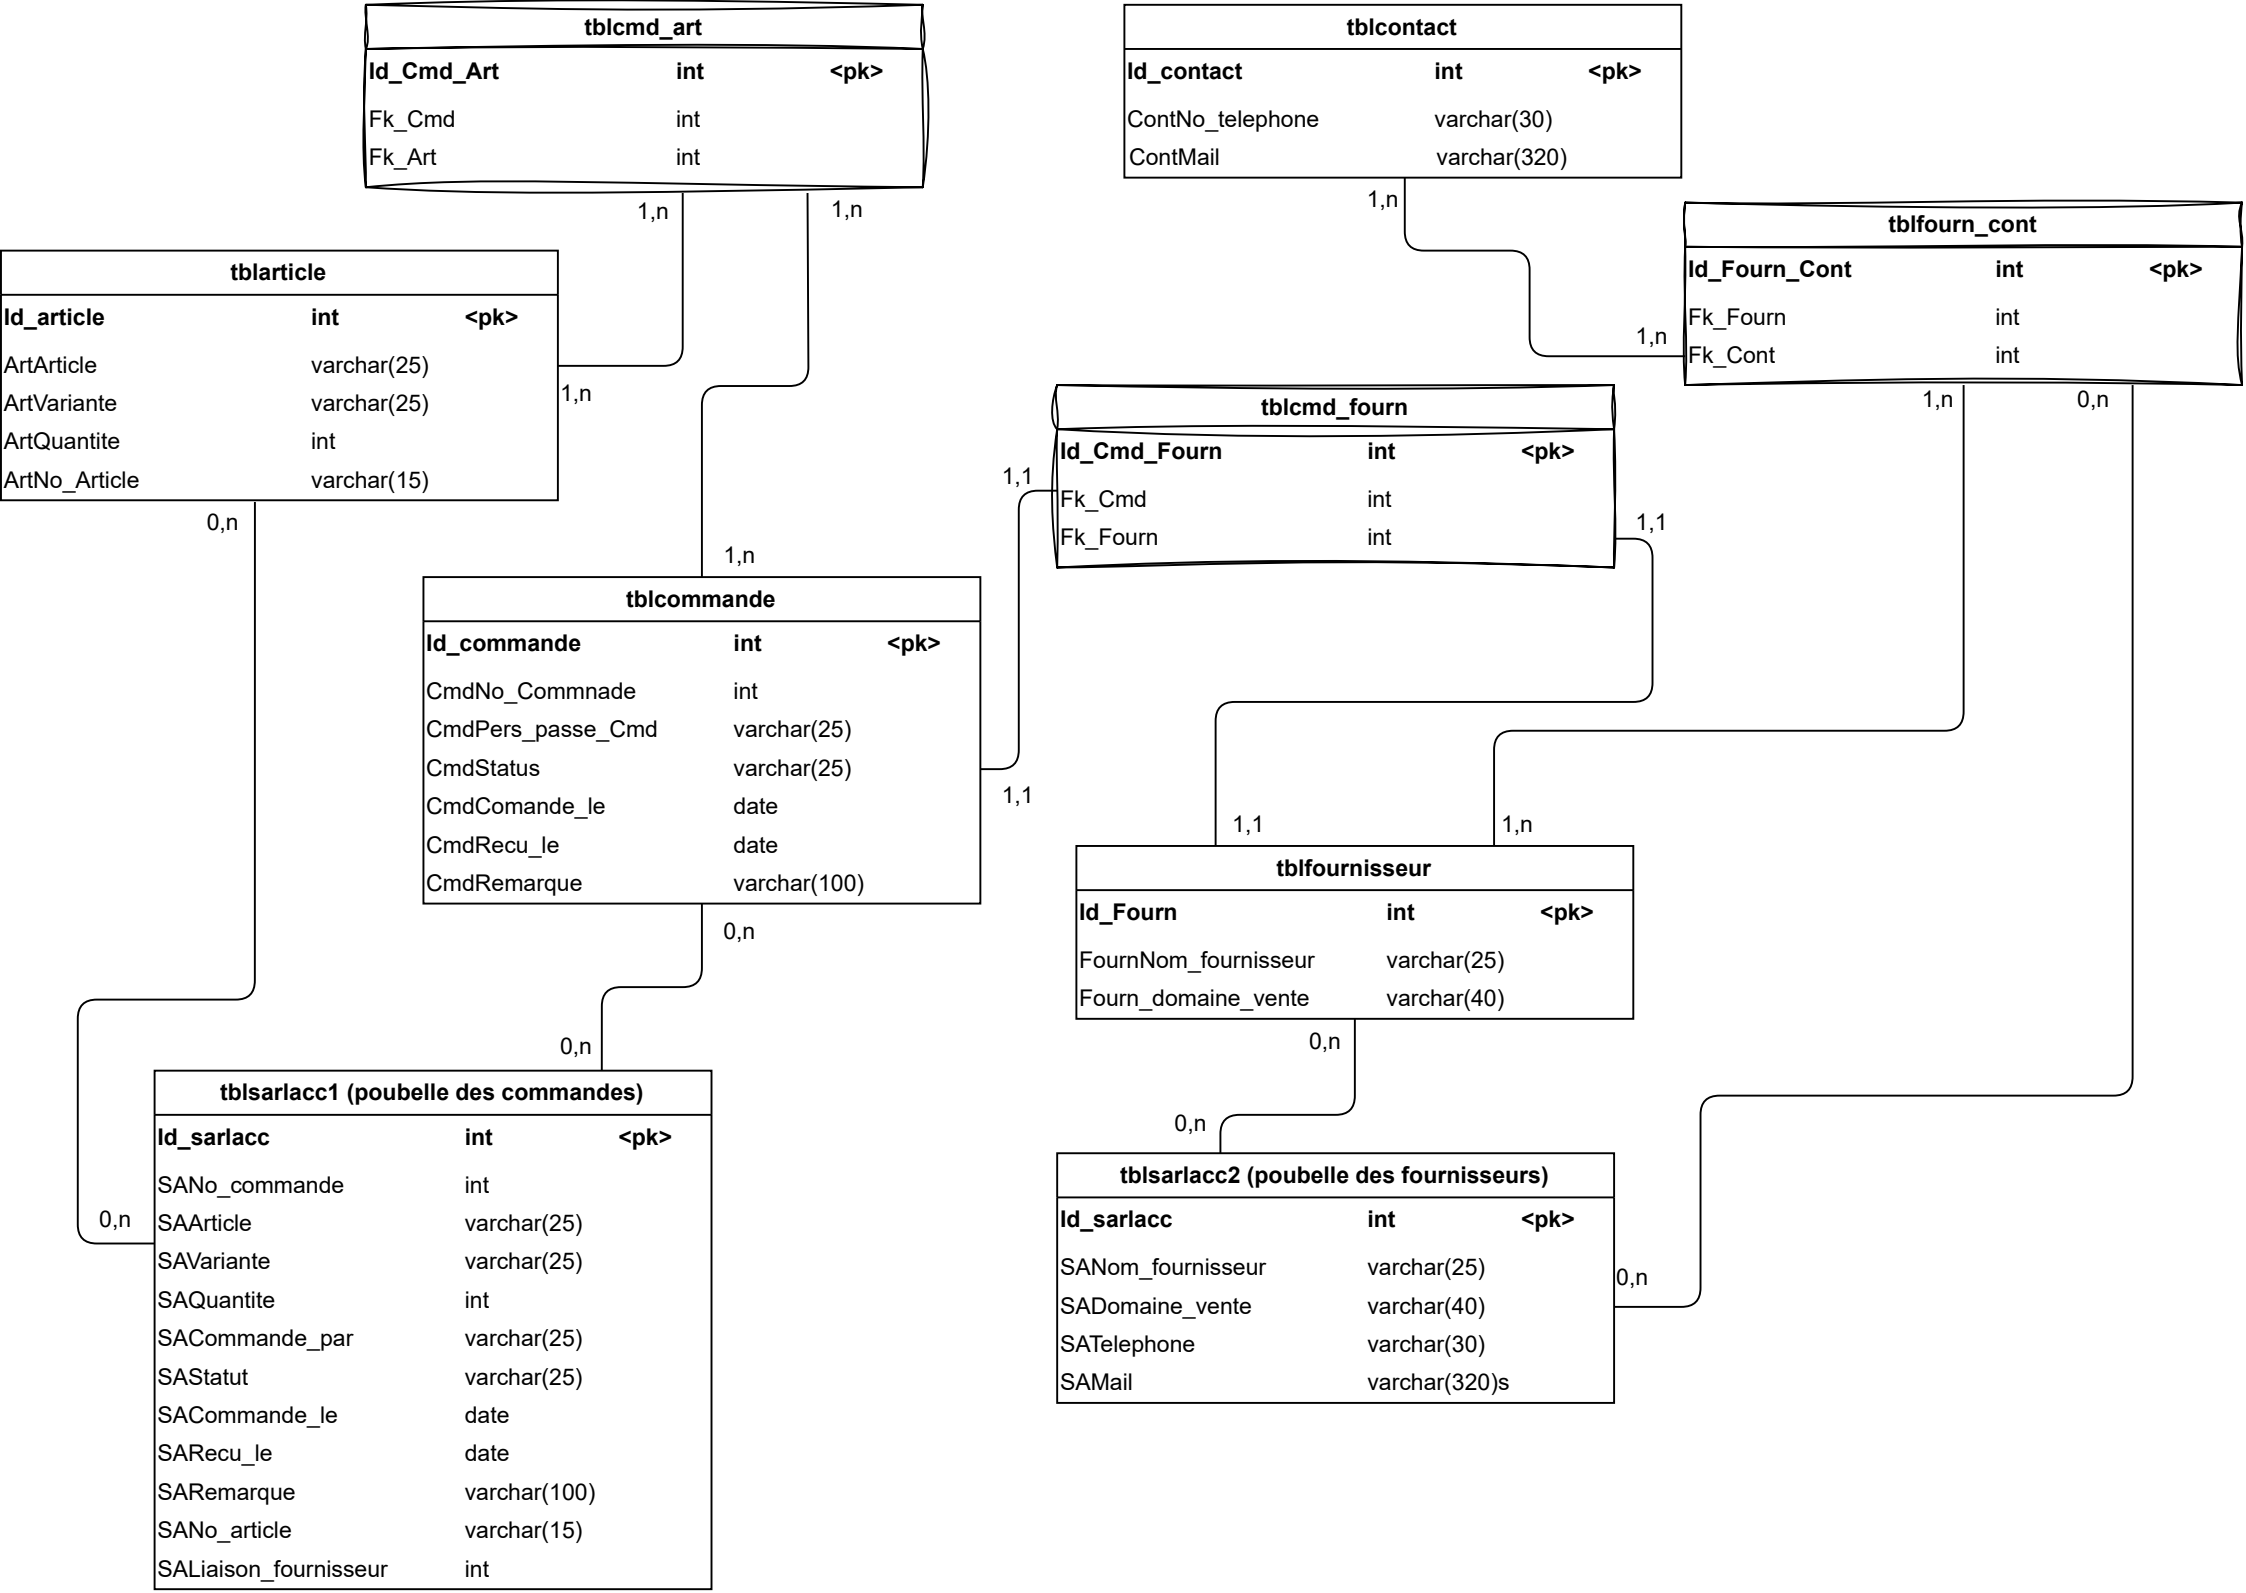 tblcmd_art
Id_Cmd_Art int <pk>
Fk_Cmd int
Fk_Art int
1,n
1,n
tblcontact
Id_contact int <pk>
ContNo_telephone varchar(30)
ContMail varchar(320)
1,n
1,n
tblfourn_cont
Id_Fourn_Cont int <pk>
Fk_Fourn int
Fk_Cont int
1,n
0,n
tblarticle
Id_article int <pk>
ArtArticle varchar(25)
ArtVariante varchar(25)
ArtQuantite int
ArtNo_Article varchar(15)
1,n
0,n
tblcmd_fourn
Id_Cmd_Fourn int <pk>
Fk_Cmd int
Fk_Fourn int
1,1
1,1
1,n
tblcommande
Id_commande int <pk>
CmdNo_Commnade int
CmdPers_passe_Cmd varchar(25)
CmdStatus varchar(25)
CmdComande_le date
CmdRecu_le date
CmdRemarque varchar(100)
1,1
0,n
1,1
1,n
tblfournisseur
Id_Fourn int <pk>
FournNom_fournisseur varchar(25)
Fourn_domaine_vente varchar(40)
0,n
0,n
0,n
tblsarlacc1 (poubelle des commandes)
Id_sarlacc int <pk>
SANo_commande int
SAArticle varchar(25)
SAVariante varchar(25)
SAQuantite int
SACommande_par varchar(25)
SAStatut varchar(25)
SACommande_le date
SARecu_le date
SARemarque varchar(100)
SANo_article varchar(15)
SALiaison_fournisseur int
0,n
tblsarlacc2 (poubelle des fournisseurs)
Id_sarlacc int <pk>
SANom_fournisseur varchar(25)
SADomaine_vente varchar(40)
SATelephone varchar(30)
SAMail varchar(320)s
0,n